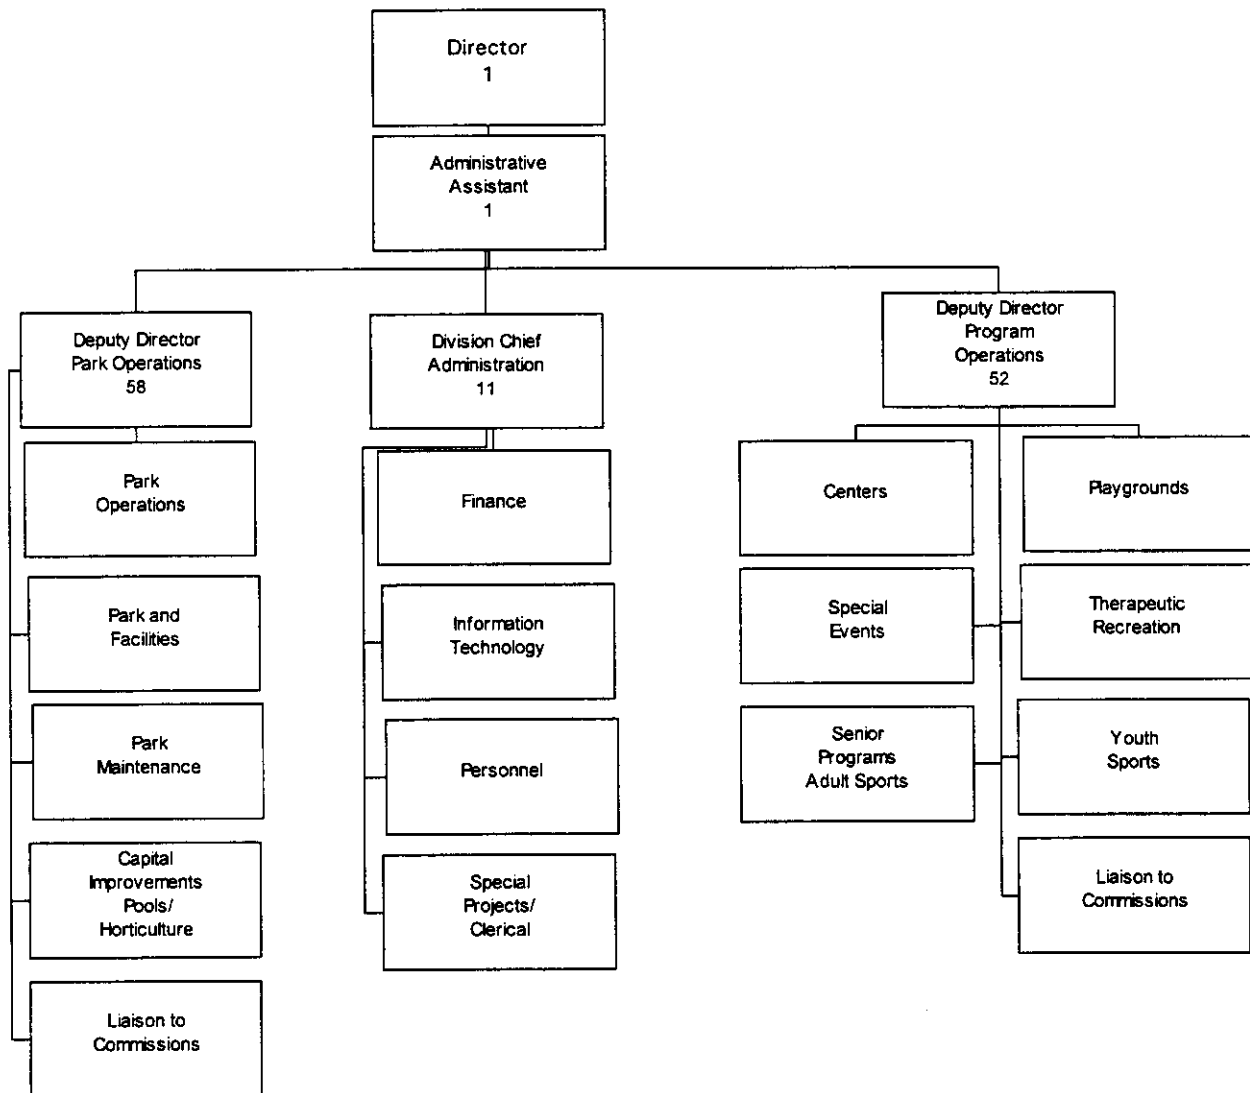 Director
1
Administrative
Assistant
1
Deputy Director
Park Operations
58
Division Chief
Administration
11
Deputy Director
Program
Operations
52
Park
Operations
Finance
Centers
Playgrounds
Park and
Facilities
Information
Technology
Special
Events
Therapeutic
Recreation
Park
Maintenance
Personnel
Senior
Programs
Adult Sports
Youth
Sports
Capital
Improvements
Pools/
Horticulture
Special
Projects/
Clerical
Liaison to
Commissions
Liaison to
Commissions